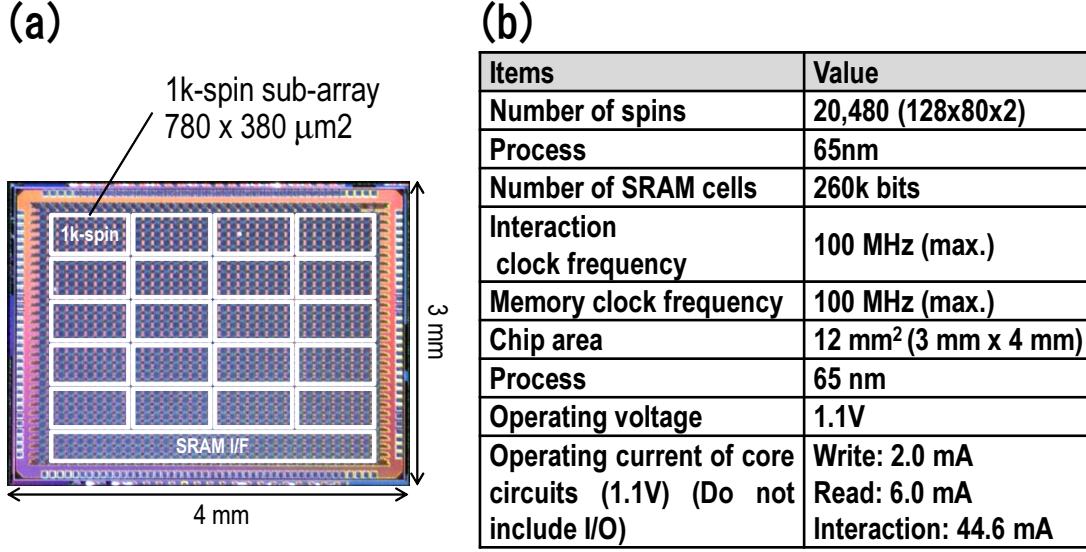 (a)
1k-spin sub-array
780 x 380 μm2
1k-spin
SRAM I/F
3 mm
4 mm
(b)
Items Value
Number of spins 20,480 (128x80x2)
Process 65nm
Number of SRAM cells 260k bits
Interaction
clock frequency 100 MHz (max.)
Memory clock frequency 100 MHz (max.)
Chip area 12 mm² (3 mm x 4 mm)
Process 65 nm
Operating voltage 1.1V
Operating current of core Write: 2.0 mA
circuits (1.1V) (Do not Read: 6.0 mA
include I/O) Interaction: 44.6 mA